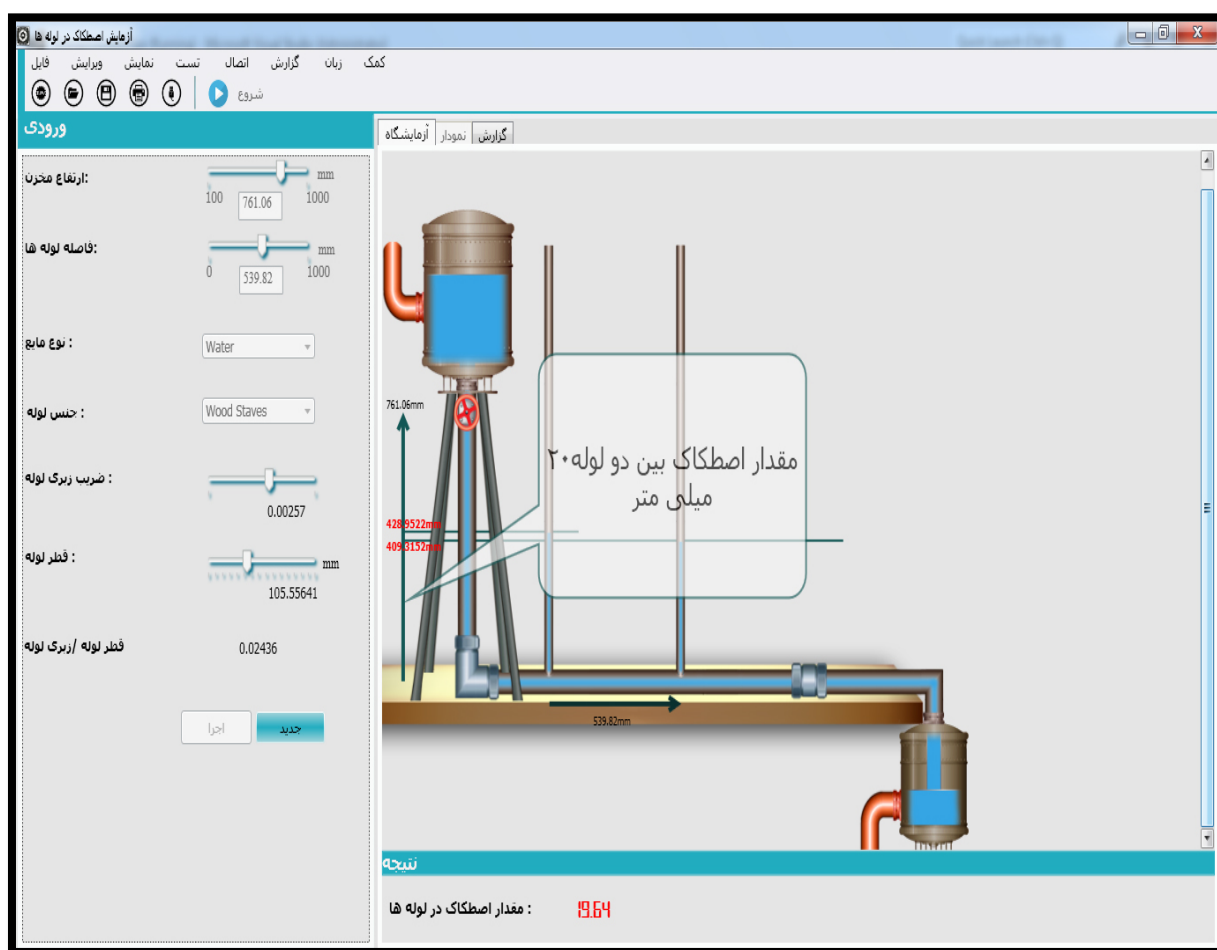 آزمایش اصطکاک در لوله ها
فایل ویرایش نمایش تست اتصال گزارش زبان کمک
شروع
ورودی
آزمایشگاه نمودار گزارش
ارتفاع مخزن:
mm
100 761.06 1000
فاصله لوله ها:
mm
0 539.82 1000
نوع مایع :
Water
جنس لوله :
Wood Staves
ضریب زبری لوله :
0.00257
قطر لوله :
mm
105.55641
قطر لوله /زبری لوله
0.02436
اجرا جدید
761.06mm
مقدار اصطکاک بین دو لوله۲۰
میلی متر
428.9522mm
409.3152mm
539.82mm
نتیجه
مقدار اصطکاک در لوله ها : 19.64